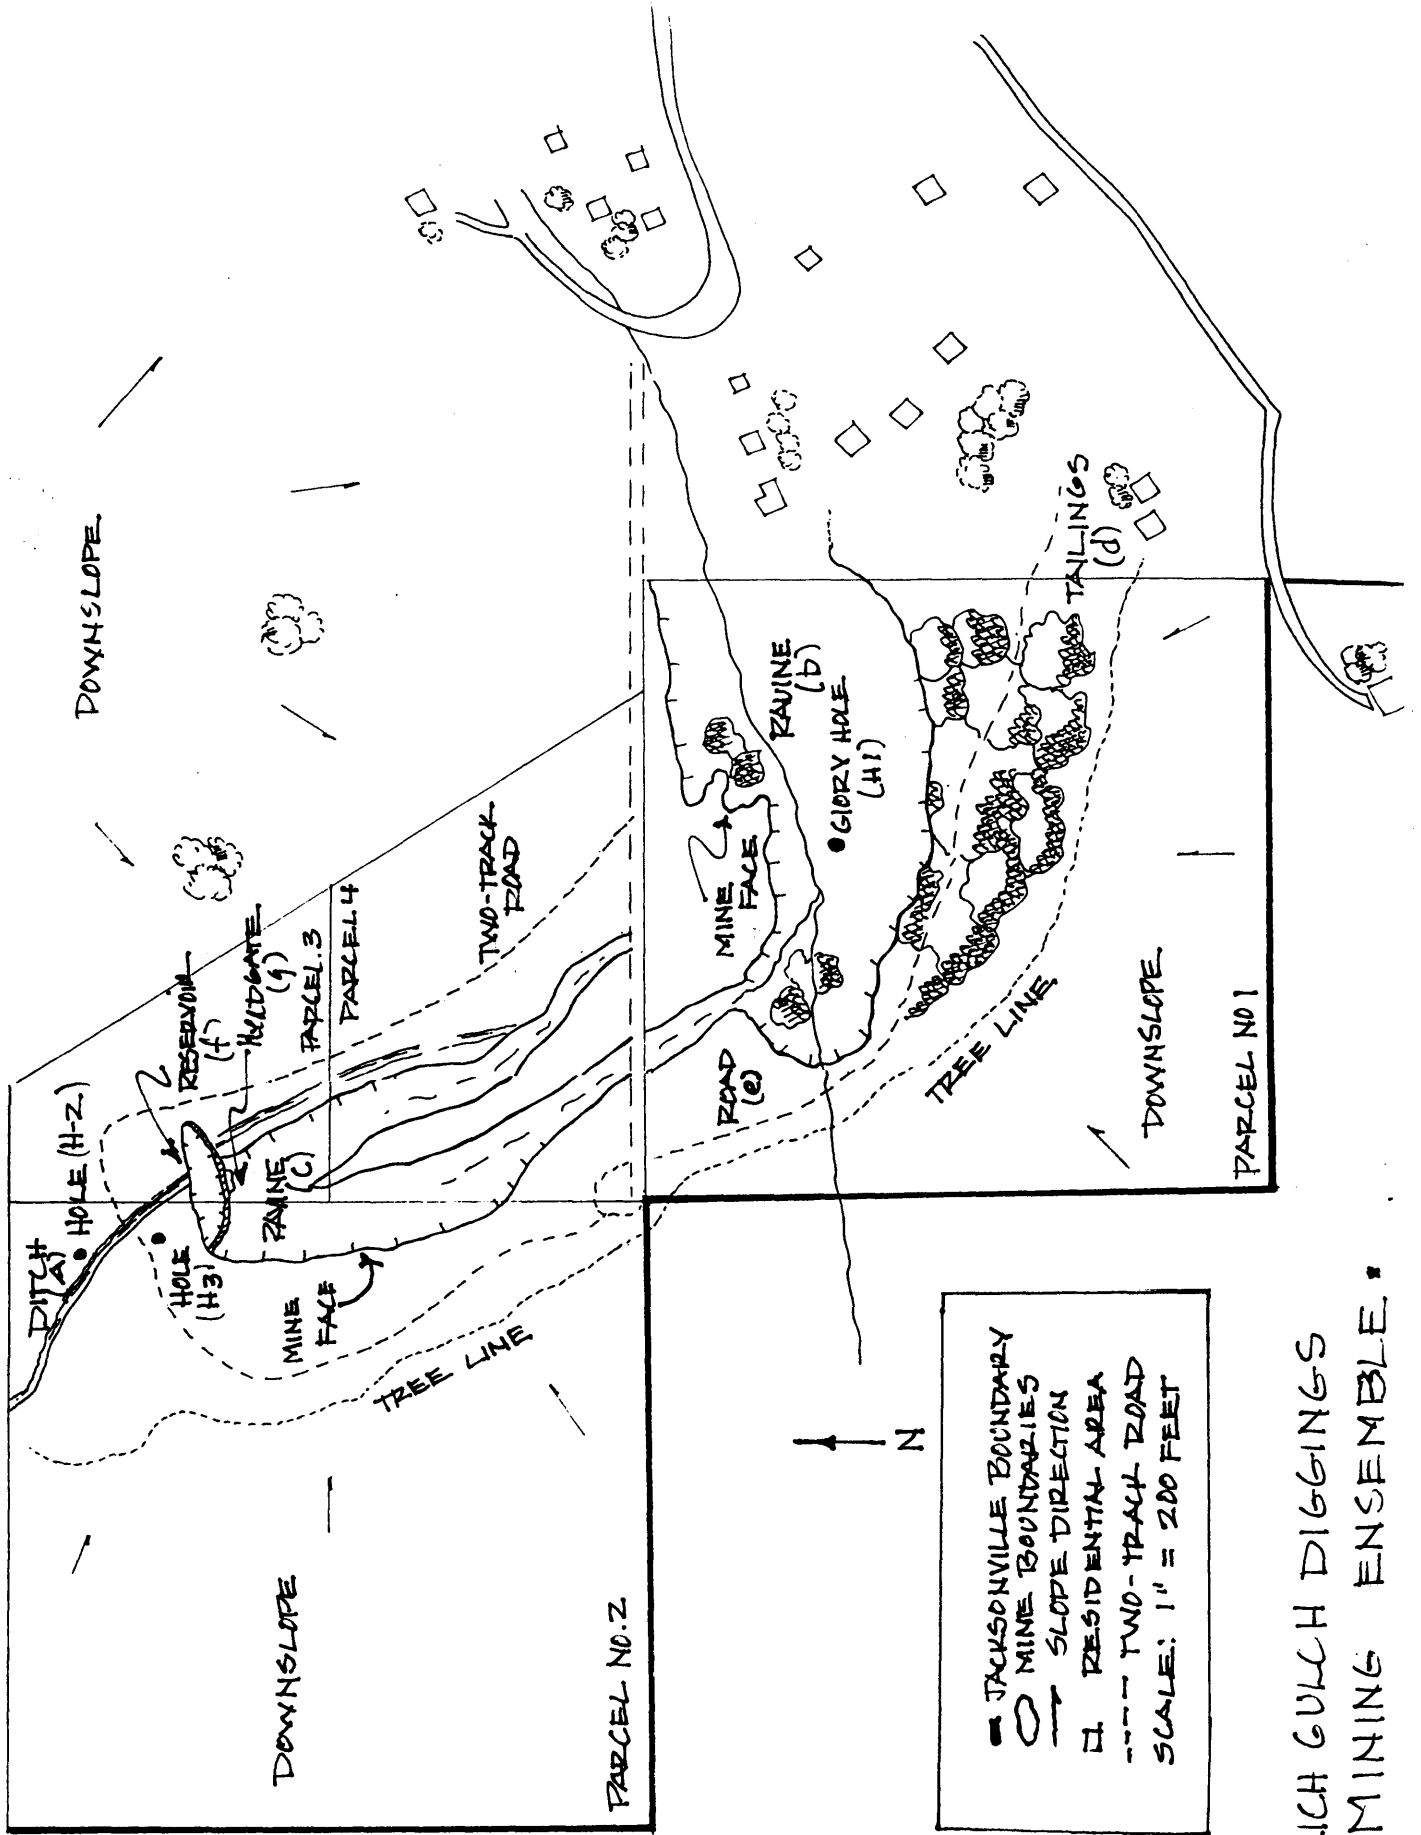 DITCH
(A)
HOLE (H-2)
HOLE
(H3)
RESERVOIR
(f)
(g)
PARCEL 3
PARCEL 4
RAVINE
(C)
MINE
FACE
TREE LINE
TWO-TRACK
ROAD
DOWNSLOPE
DOWNSLOPE
PARCEL NO. 2
ROAD
(e)
MINE
FACE
RAVINE
(b)
GLORY HOLE
(H1)
TAILINGS
(d)
TREE LINE
DOWNSLOPE
PARCEL NO 1
N
JACKSONVILLE BOUNDARY
MINE BOUNDARIES
SLOPE DIRECTION
RESIDENTIAL AREA
TWO-TRACK ROAD
SCALE: 1" = 200 FEET
ICH GULCH DIGGINGS
MINING ENSEMBLE.